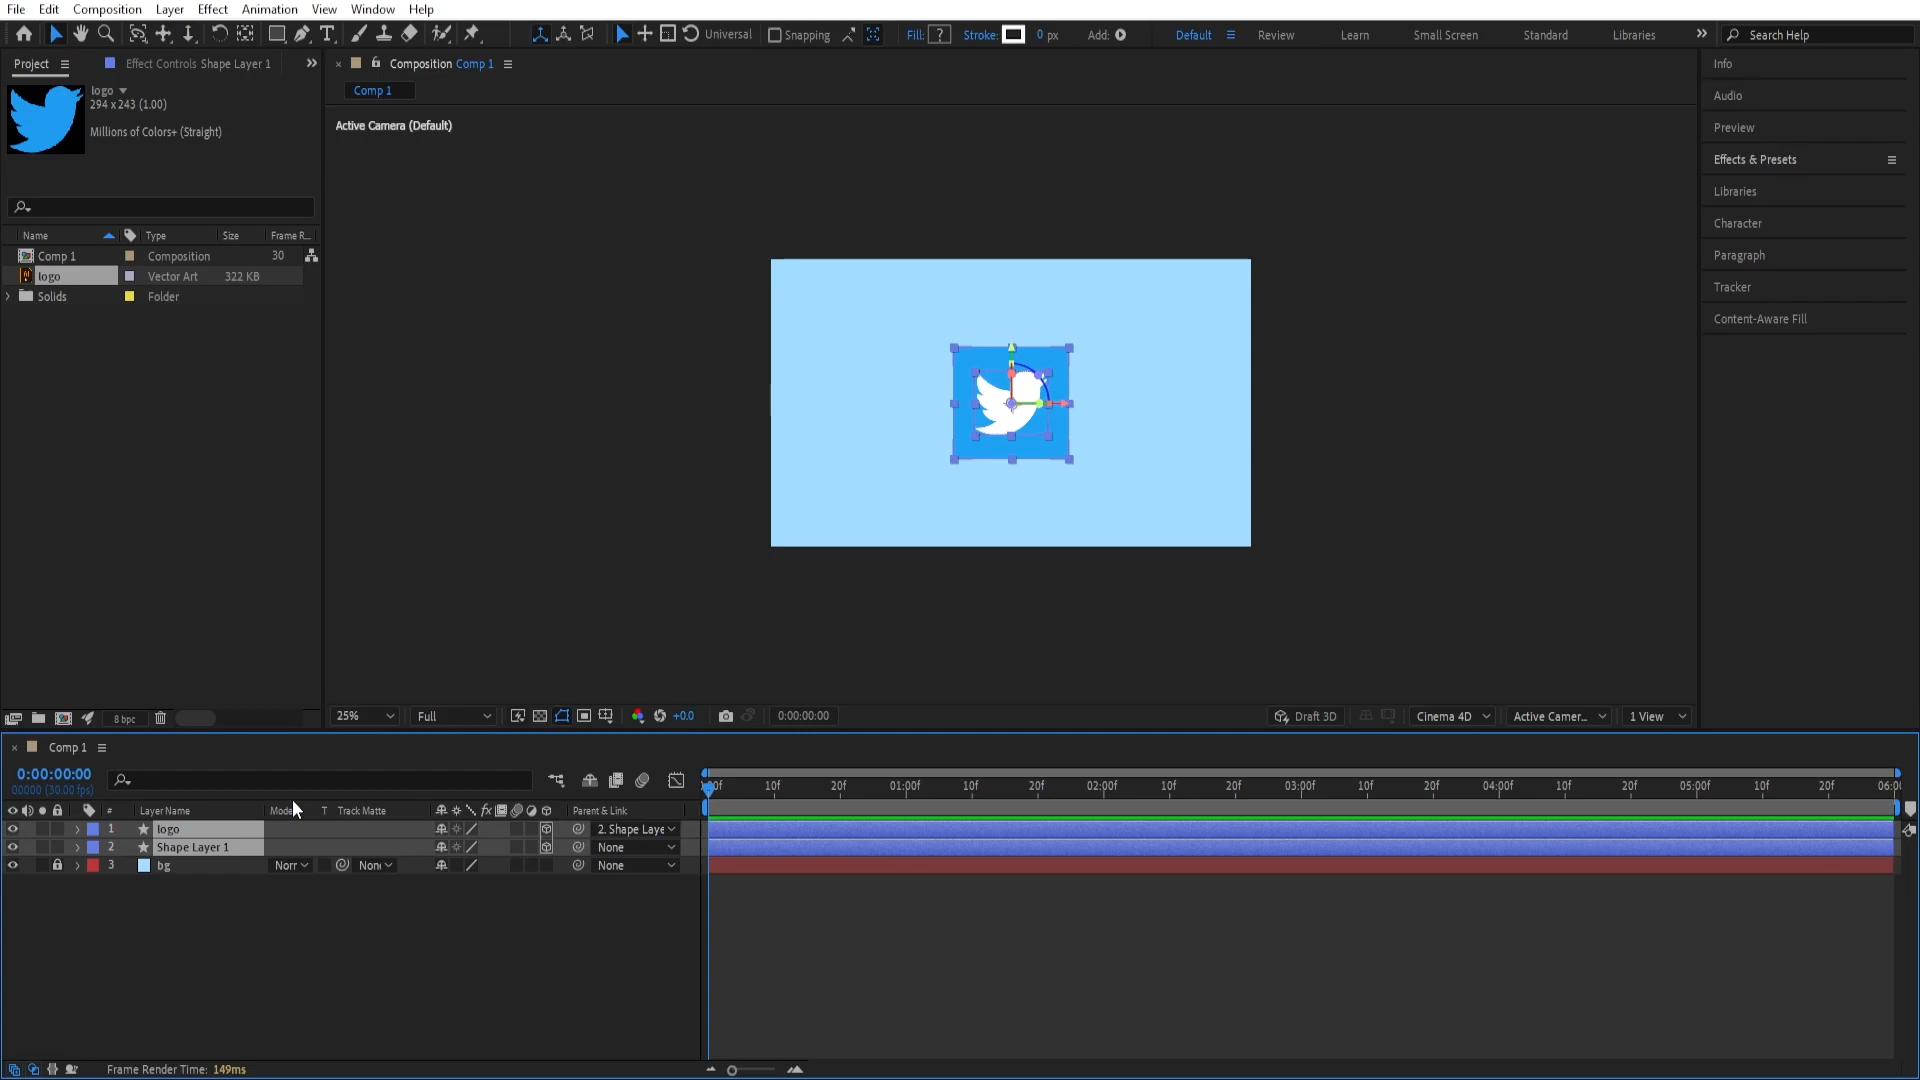 File Edit Composition Layer Effect Animation View Window Help
Universal Snapping Fill: ? Stroke: 0 px Add: Default Review Learn Small Screen Standard Libraries Search Help
Project Effect Controls Shape Layer 1
logo
294 x 243 (1.00)
Millions of Colors+ (Straight)
Name Type Size Frame R...
Comp 1 Composition 30
logo Vector Art 322 KB
Solids Folder
8 bpc
Composition Comp 1
Comp 1
Active Camera (Default)
25% Full +0.0 0:00:00:00 Draft 3D Cinema 4D Active Camer... 1 View
Info
Audio
Preview
Effects & Presets
Libraries
Character
Paragraph
Tracker
Content-Aware Fill
Comp 1
0:00:00:00
00000 (30.00 fps)
10f 20f 01:00f 10f 20f 02:00f 10f 20f 03:00f 10f 20f 04:00f 10f 20f 05:00f 10f 20f 06:0
# Layer Name Mode T Track Matte fx Parent & Link
1 logo 2. Shape Laye
2 Shape Layer 1 None
3 bg Norr None
Frame Render Time: 149ms